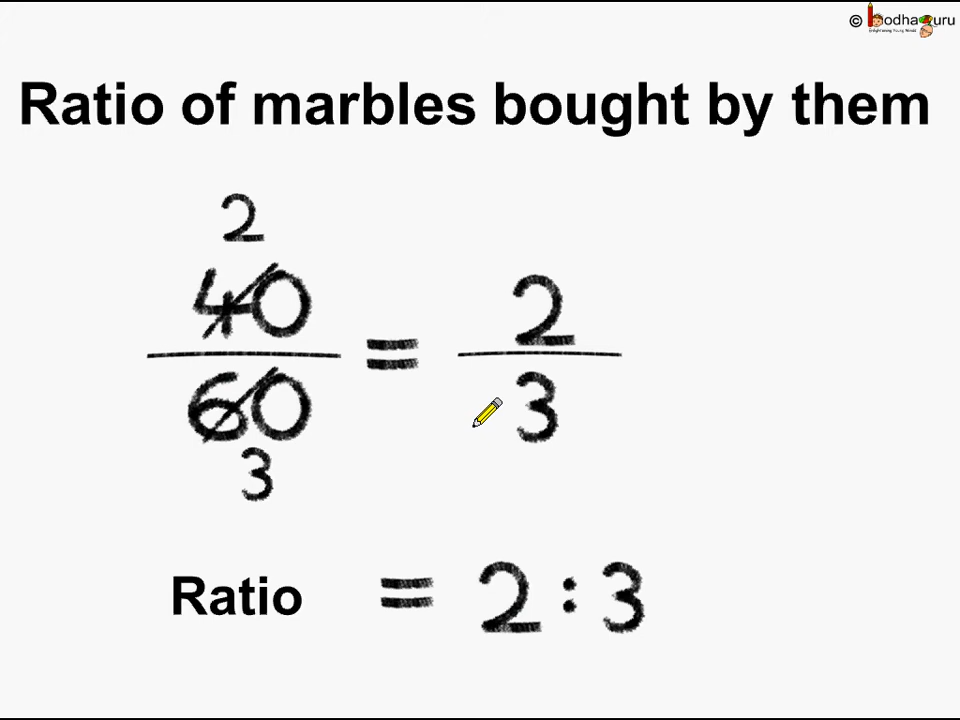 © BodhaGuru
Ratio of marbles bought by them
2
40
60
3
=
2
3
Ratio = 2 : 3